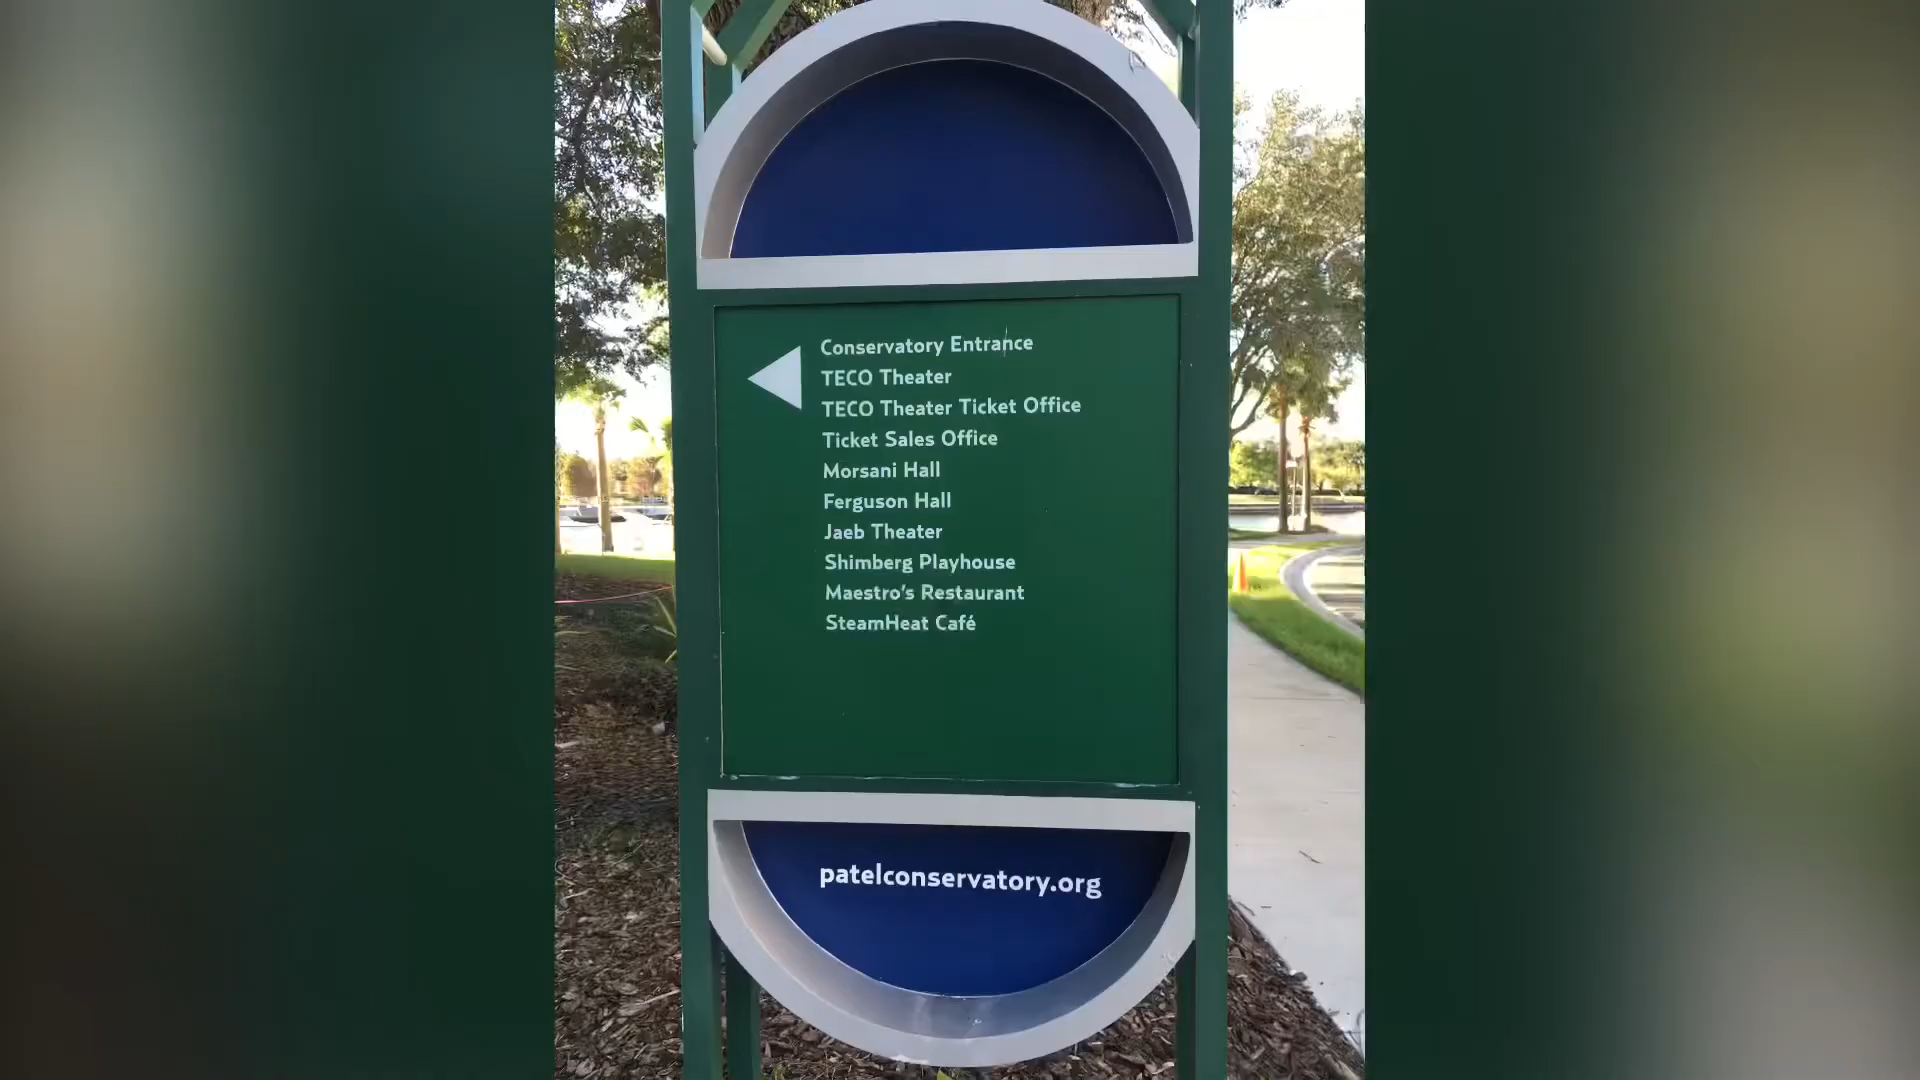 Conservatory Entrance
TECO Theater
TECO Theater Ticket Office
Ticket Sales Office
Morsani Hall
Ferguson Hall
Jaeb Theater
Shimberg Playhouse
Maestro's Restaurant
SteamHeat Café
patelconservatory.org